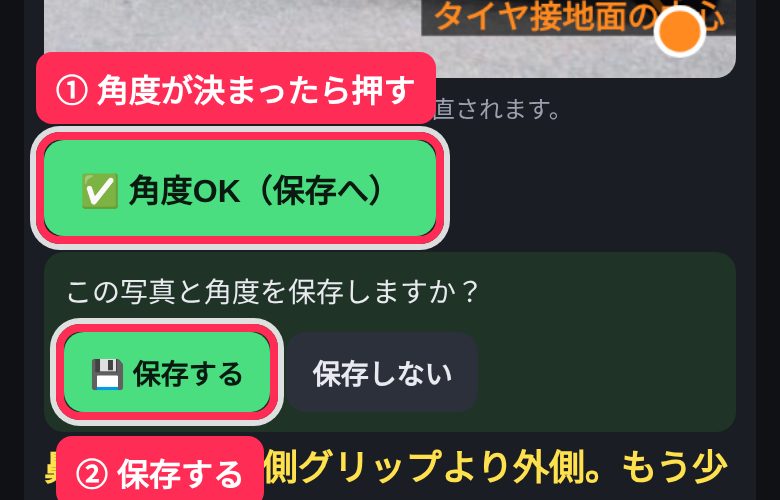 タイヤ接地面の中心
① 角度が決まったら押す
直されます。
✅ 角度OK（保存へ）
この写真と角度を保存しますか？
💾 保存する
保存しない
側グリップより外側。もう少
② 保存する